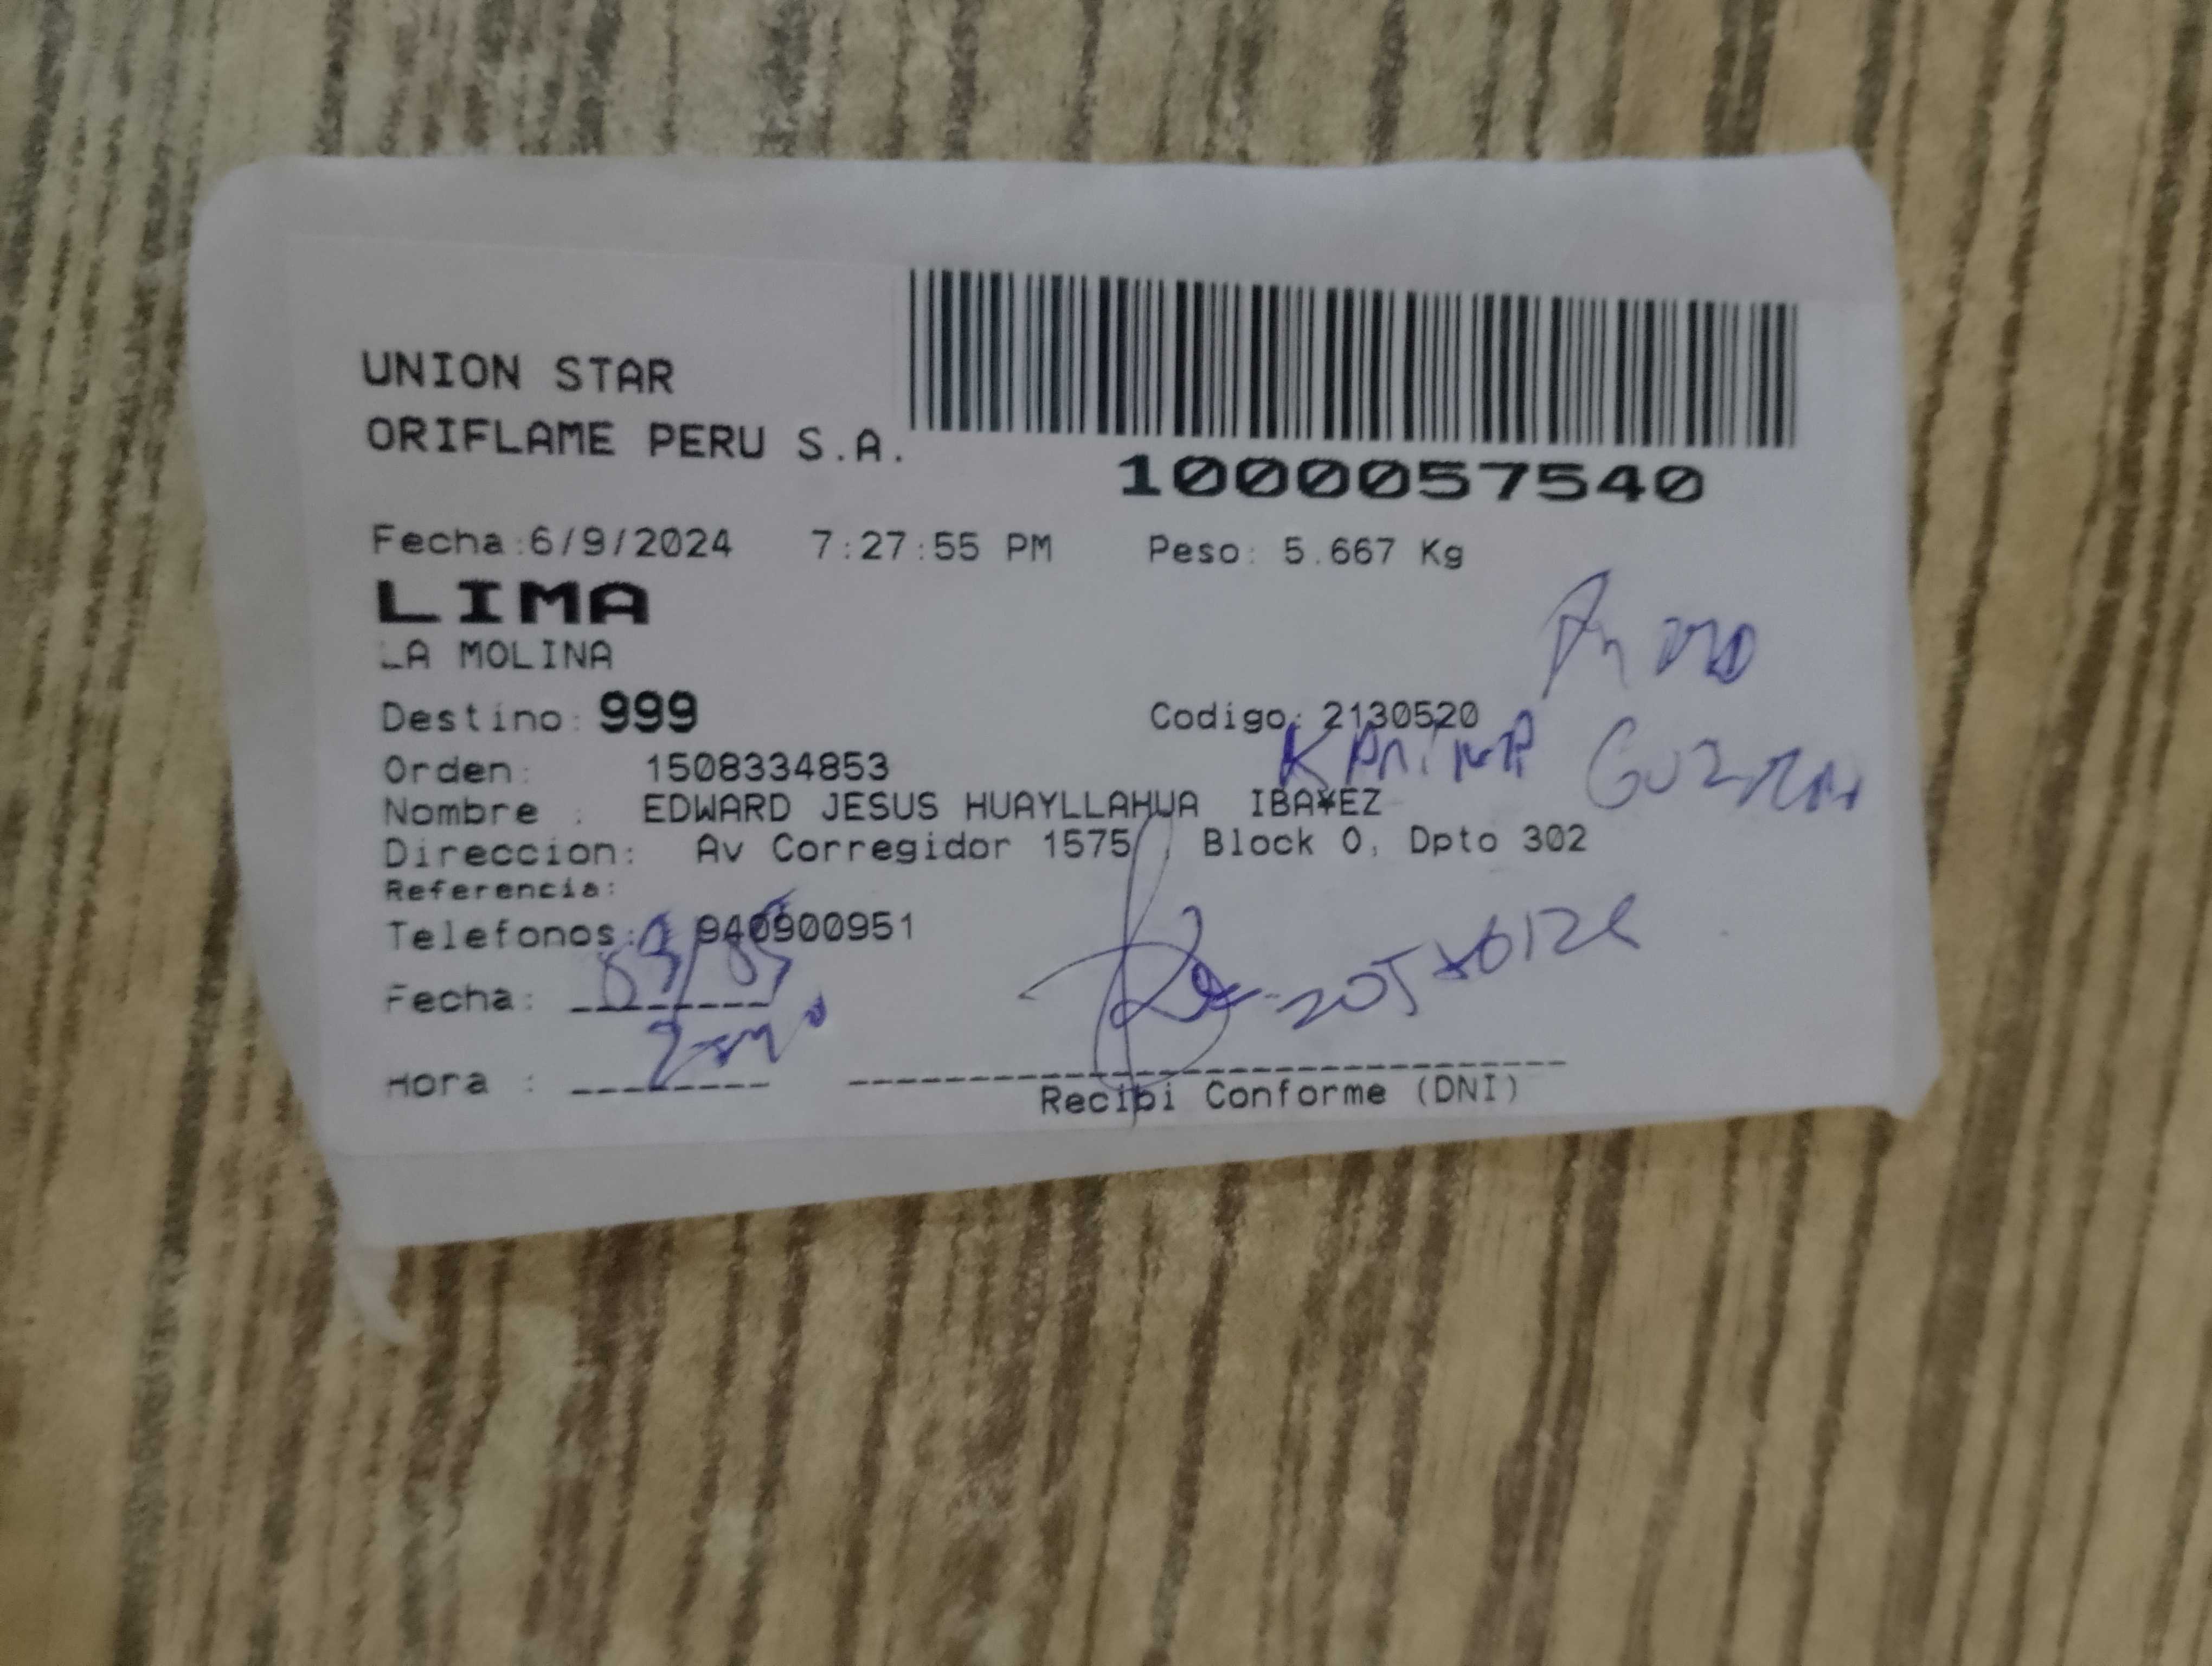 UNION STAR
ORIFLAME PERU S.A.
1000057540
Fecha:6/9/2024 7:27:55 PM Peso: 5.667 Kg
LIMA
LA MOLINA
Destino: 999 Codigo: 2130520
Orden: 1508334853
GUZMAN
Nombre : EDWARD JESUS HUAYLLAHUA IBA¥EZ
Direccion: Av Corregidor 1575 , Block O, Dpto 302
Referencia:
Telefonos: 940900951
Fecha:
Hora :
Recibi Conforme (DNI)